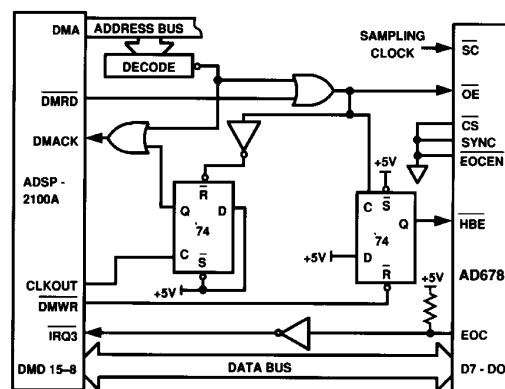 DMA
ADDRESS BUS
DECODE
SAMPLING
CLOCK
SC
DMRD
OE
DMACK
CS
SYNC
EOCEN
ADSP -
2100A
R
Q
D
'74
C
S
+5V
+5V
C
S
Q
'74
D
R
+5V
HBE
AD678
+5V
CLKOUT
DMWR
IRQ3
EOC
DMD 15–8
DATA BUS
D7 - DO